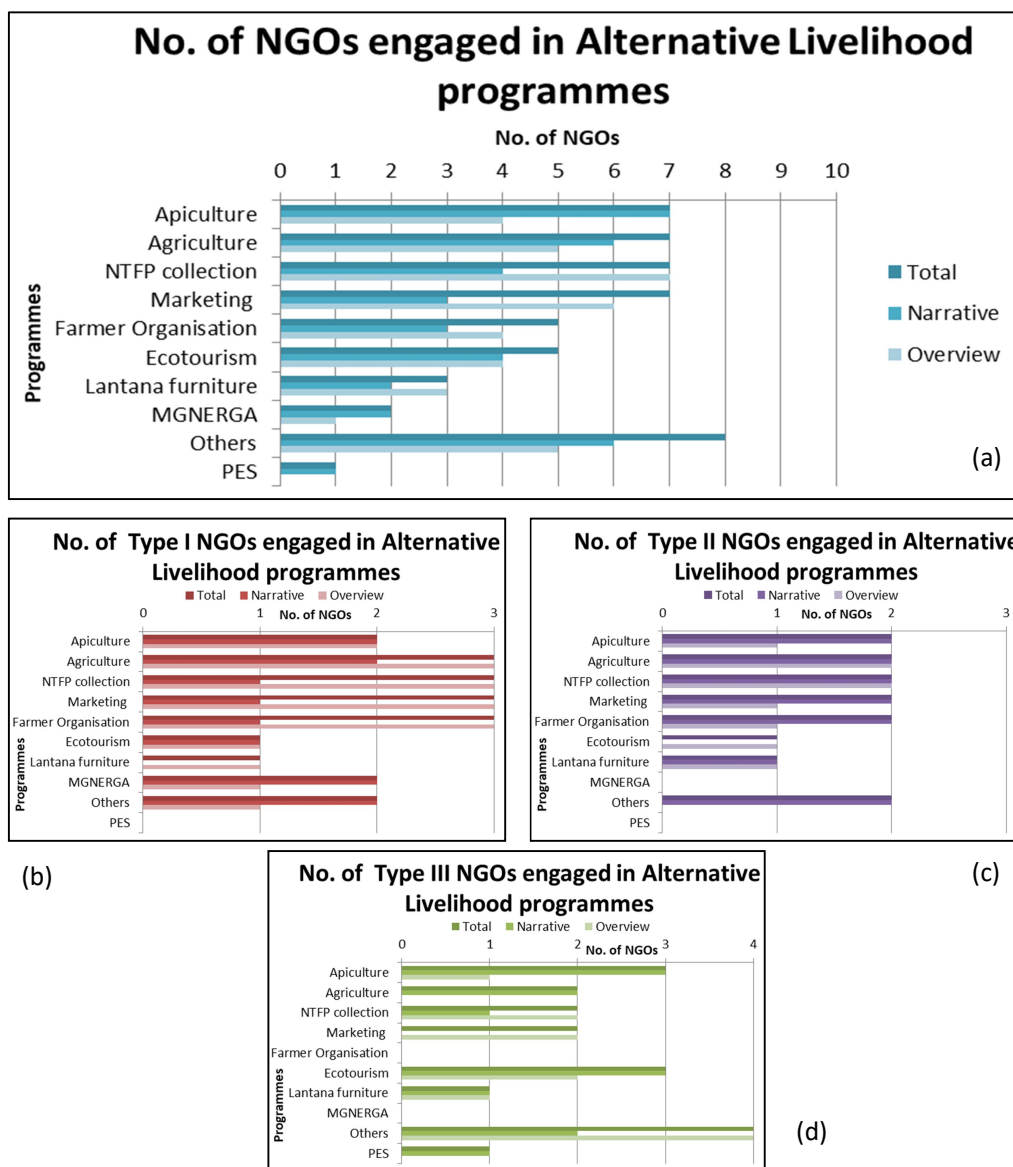 No. of NGOs engaged in Alternative Livelihood
programmes
No. of NGOs
0 1 2 3 4 5 6 7 8 9 10
Apiculture
Agriculture
NTFP collection
Marketing
Farmer Organisation
Ecotourism
Lantana furniture
MGNERGA
Others
PES
Programmes
Total
Narrative
Overview
(a)
No. of Type I NGOs engaged in Alternative
Livelihood programmes
Total Narrative Overview
0 1 2 3
No. of NGOs
Apiculture
Agriculture
NTFP collection
Marketing
Farmer Organisation
Ecotourism
Lantana furniture
MGNERGA
Others
PES
Programmes
(b)
No. of Type II NGOs engaged in Alternative
Livelihood programmes
Total Narrative Overview
0 1 2 3
No. of NGOs
Apiculture
Agriculture
NTFP collection
Marketing
Farmer Organisation
Ecotourism
Lantana furniture
MGNERGA
Others
PES
Programmes
(c)
No. of Type III NGOs engaged in Alternative
Livelihood programmes
Total Narrative Overview
0 1 2 3 4
No. of NGOs
Apiculture
Agriculture
NTFP collection
Marketing
Farmer Organisation
Ecotourism
Lantana furniture
MGNERGA
Others
PES
Programmes
(d)